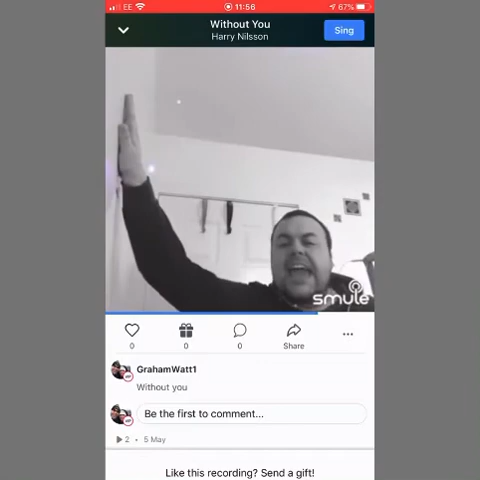 EE 11:56 67%
Without You
Harry Nilsson
Sing
smule
0 0 0 Share
GrahamWatt1
Without you
Be the first to comment...
2 • 5 May
Like this recording? Send a gift!